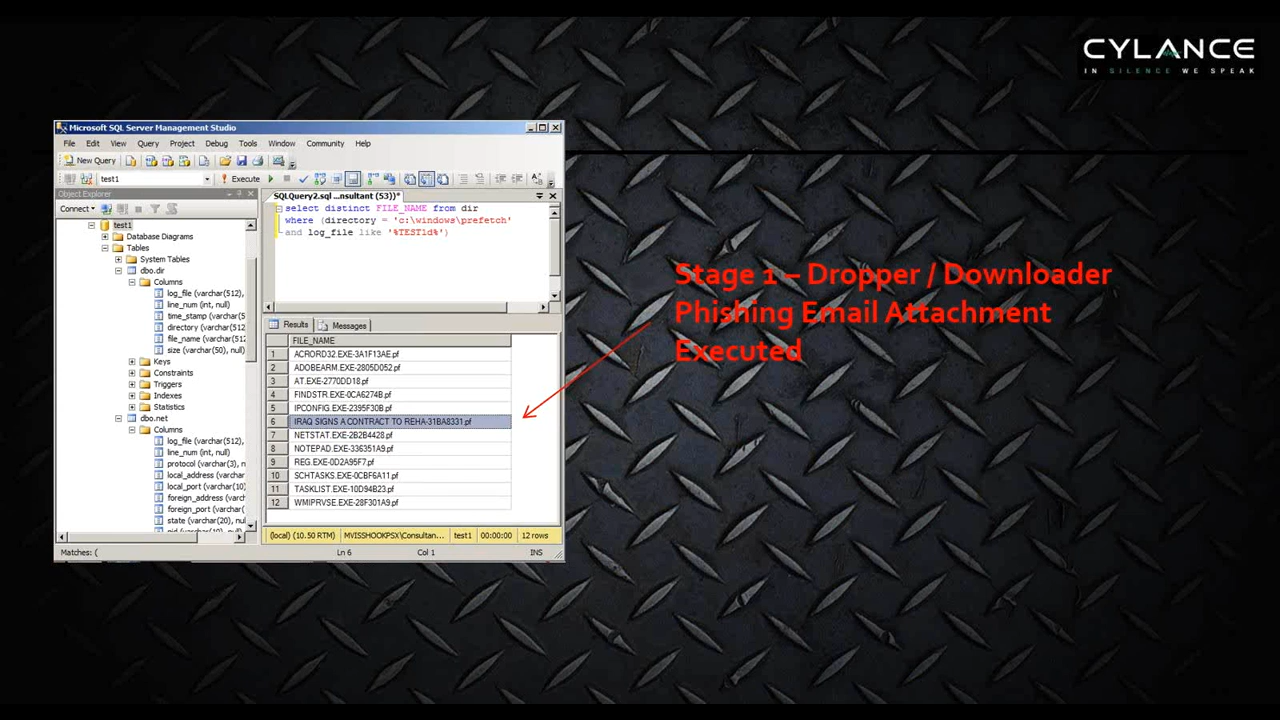 CYLANCE
IN SILENCE WE SPEAK
Microsoft SQL Server Management Studio
File Edit View Query Project Debug Tools Window Community Help
New Query
test1
Execute
Object Explorer
Connect
test1
Database Diagrams
Tables
System Tables
dbo.dir
Columns
log_file (varchar(512),
line_num (int, null)
time_stamp (varchar(
directory (varchar(512
file_name (varchar(512
size (varchar(50), null)
Keys
Constraints
Triggers
Indexes
Statistics
dbo.net
Columns
log_file (varchar(512),
line_num (int, null)
protocol (varchar(3), n
local_address (varchar
local_port (varchar(10)
foreign_address (varch
foreign_port (varchar(
state (varchar(20), nu
SQLQuery2.sql ...nsultant (53))*
select distinct FILE_NAME from dir
where (directory = 'c:\windows\prefetch'
and log_file like '%TEST1d%')
Results Messages
FILE_NAME
1 ACRORD32.EXE-3A1F13AE.pf
2 ADOBEARM.EXE-2805D052.pf
3 AT.EXE-2770DD18.pf
4 FINDSTR.EXE-0CA6274B.pf
5 IPCONFIG.EXE-2395F30B.pf
6 IRAQ SIGNS A CONTRACT TO REHA-31BA8331.pf
7 NETSTAT.EXE-2B2B4428.pf
8 NOTEPAD.EXE-336351A9.pf
9 REG.EXE-0D2A95F7.pf
10 SCHTASKS.EXE-0CBF6A11.pf
11 TASKLIST.EXE-10D94B23.pf
12 WMIPRVSE.EXE-28F301A9.pf
(local) (10.50 RTM) MVISSHOOKPSX\Consultan... test1 00:00:00 12 rows
Matches: ( Ln 6 Col 1 INS
Stage 1 – Dropper / Downloader
Phishing Email Attachment
Executed